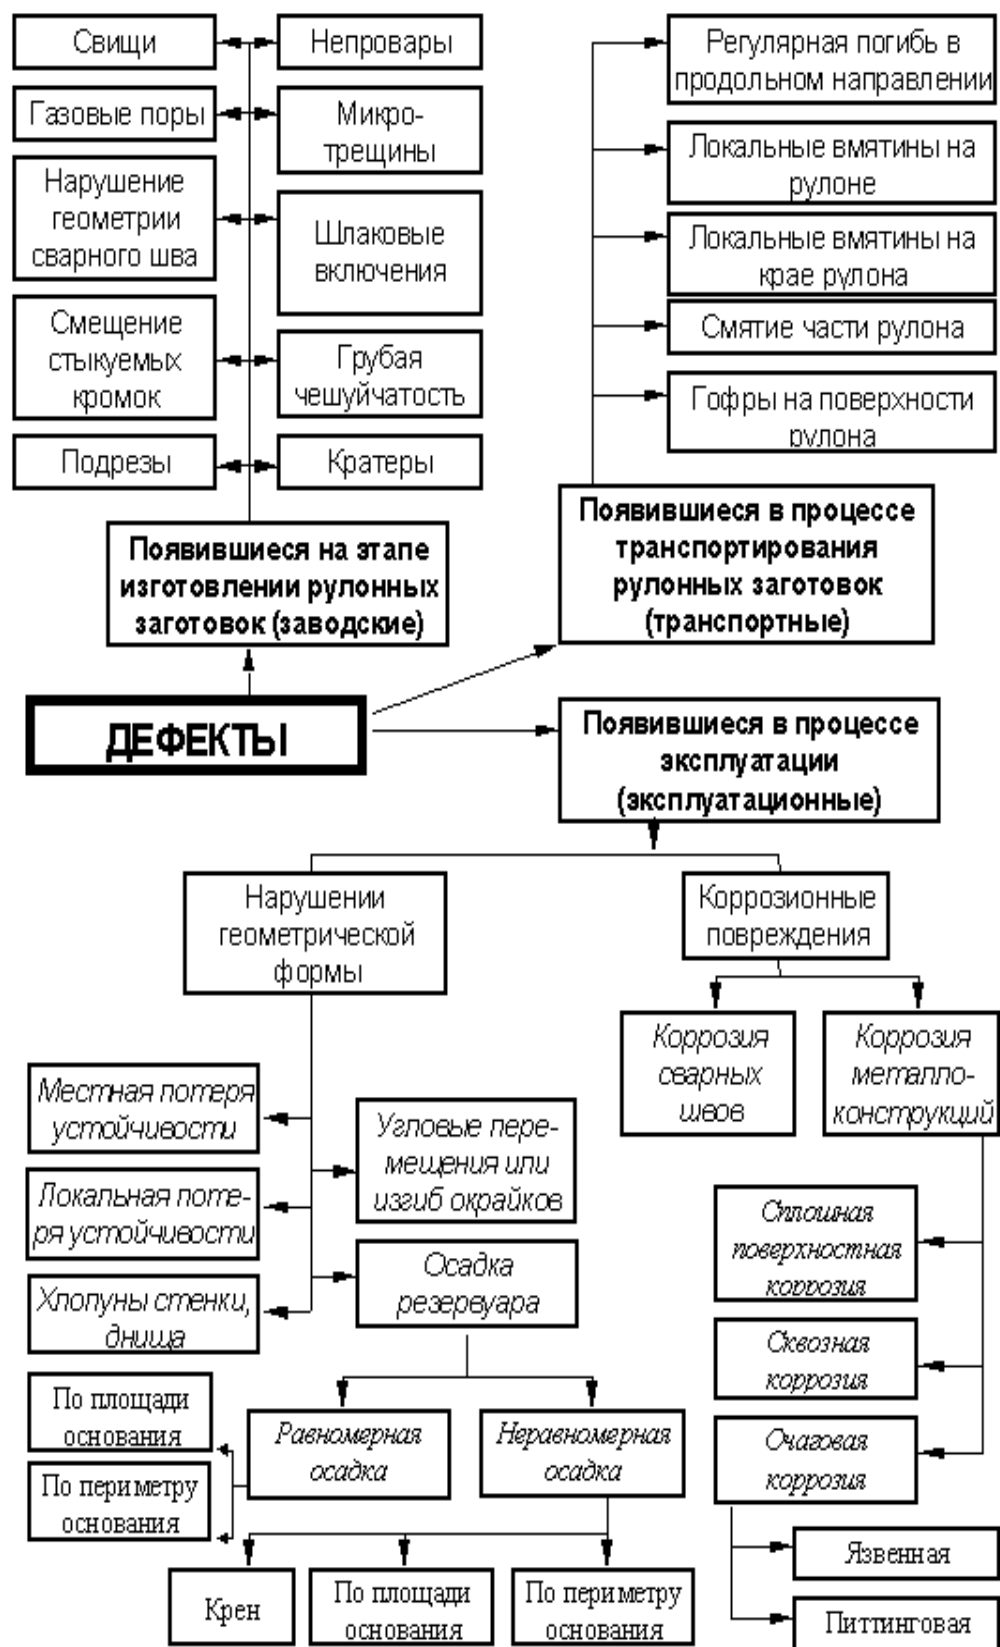 Свищи
Непровары
Газовые поры
Микро-
трещины
Нарушение
геометрии
сварного шва
Шлаковые
включения
Смещение
стыкуемых
кромок
Грубая
чешуйчатость
Подрезы
Кратеры
Регулярная погибь в
продольном направлении
Локальные вмятины на
рулоне
Локальные вмятины на
крае рулона
Смятие части рулона
Гофры на поверхности
рулона
Появившиеся на этапе
изготовлении рулонных
заготовок (заводские)
Появившиеся в процессе
транспортирования
рулонных заготовок
(транспортные)
ДЕФЕКТЫ
Появившиеся в процессе
эксплуатации
(эксплуатационные)
Нарушении
геометрической
формы
Коррозионные
повреждения
Коррозия
сварных
швов
Коррозия
металло-
конструкций
Местная потеря
устойчивости
Угловые пере-
мещения или
изгиб окрайков
Локальная поте-
ря устойчивости
Осадка
резервуара
Хлопуны стенки,
днища
Сплошная
поверхностная
коррозия
Сквозная
коррозия
Очаговая
коррозия
По площади
основания
По периметру
основания
Равномерная
осадка
Неравномерная
осадка
Крен
По площади
основания
По периметру
основания
Язвенная
Питтинговая